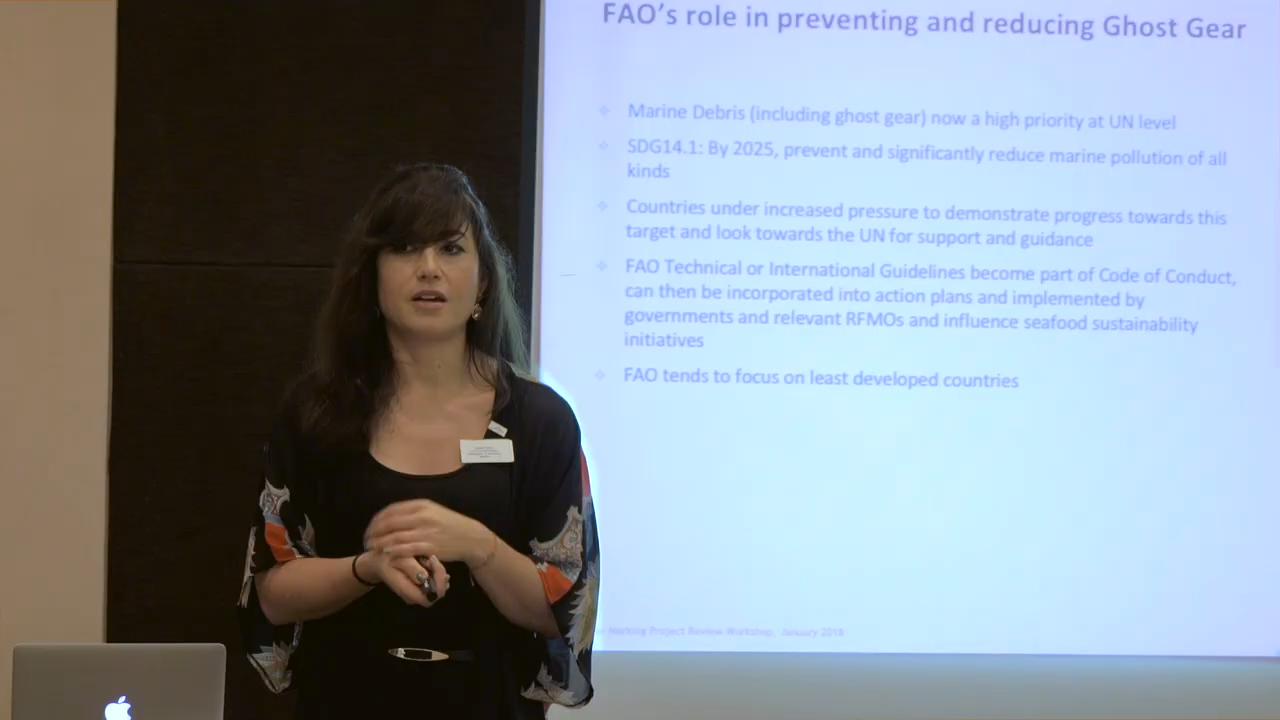 FAO's role in preventing and reducing Ghost Gear
Marine Debris (including ghost gear) now a high priority at UN level
SDG14.1: By 2025, prevent and significantly reduce marine pollution of all
kinds
Countries under increased pressure to demonstrate progress towards this
target and look towards the UN for support and guidance
FAO Technical or International Guidelines become part of Code of Conduct,
can then be incorporated into action plans and implemented by
governments and relevant RFMOs and influence seafood sustainability
initiatives
FAO tends to focus on least developed countries
Marking Project Review Workshop, January 2018